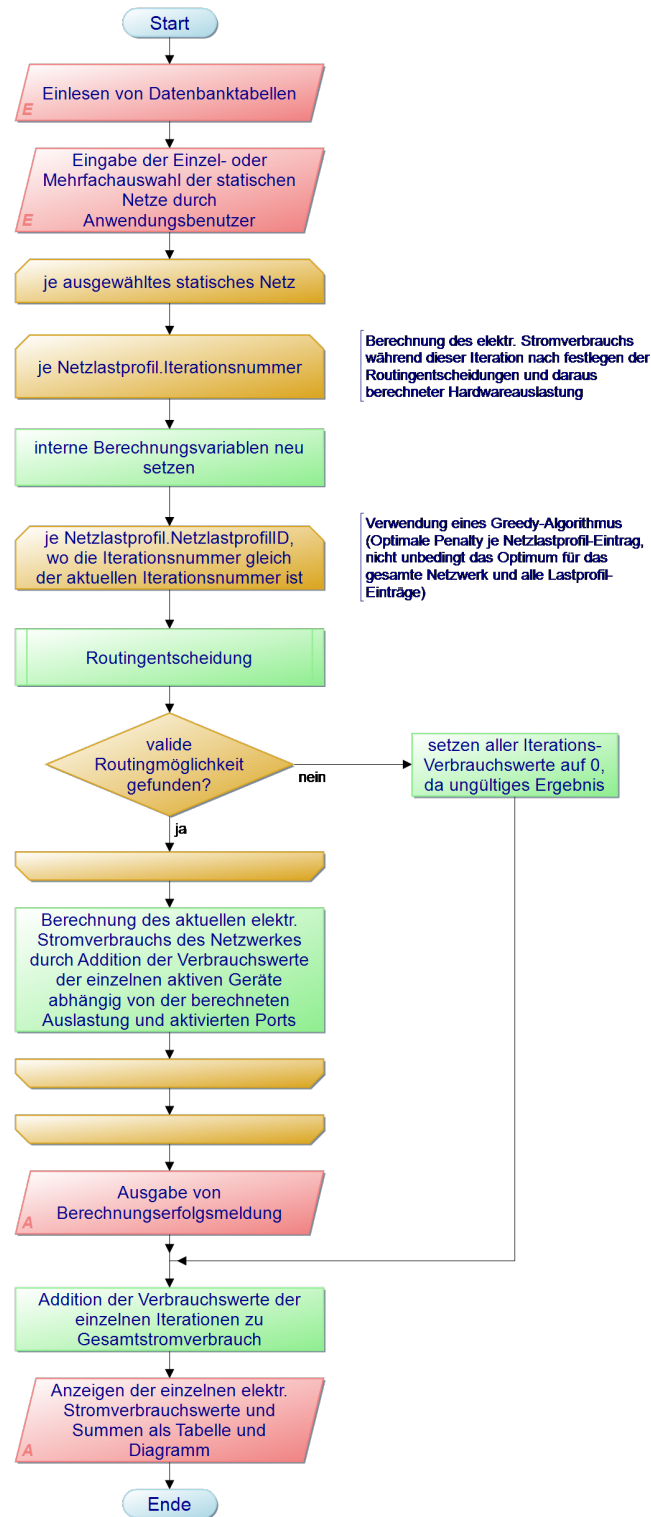 Start
Einlesen von Datenbanktabellen
E
Eingabe der Einzel- oder
Mehrfachauswahl der statischen
Netze durch
Anwendungsbenutzer
E
je ausgewähltes statisches Netz
je Netzlastprofil.Iterationsnummer
Berechnung des elektr. Stromverbrauchs
während dieser Iteration nach festlegen der
Routingentscheidungen und daraus
berechneter Hardwareauslastung
interne Berechnungsvariablen neu
setzen
je Netzlastprofil.NetzlastprofilID,
wo die Iterationsnummer gleich
der aktuellen Iterationsnummer ist
Verwendung eines Greedy-Algorithmus
(Optimale Penalty je Netzlastprofil-Eintrag,
nicht unbedingt das Optimum für das
gesamte Netzwerk und alle Lastprofil-
Einträge)
Routingentscheidung
valide
Routingmöglichkeit
gefunden?
nein
setzen aller Iterations-
Verbrauchswerte auf 0,
da ungültiges Ergebnis
ja
Berechnung des aktuellen elektr.
Stromverbrauchs des Netzwerkes
durch Addition der Verbrauchswerte
der einzelnen aktiven Geräte
abhängig von der berechneten
Auslastung und aktivierten Ports
Ausgabe von
Berechnungserfolgsmeldung
A
Addition der Verbrauchswerte der
einzelnen Iterationen zu
Gesamtstromverbrauch
Anzeigen der einzelnen elektr.
Stromverbrauchswerte und
Summen als Tabelle und
Diagramm
A
Ende